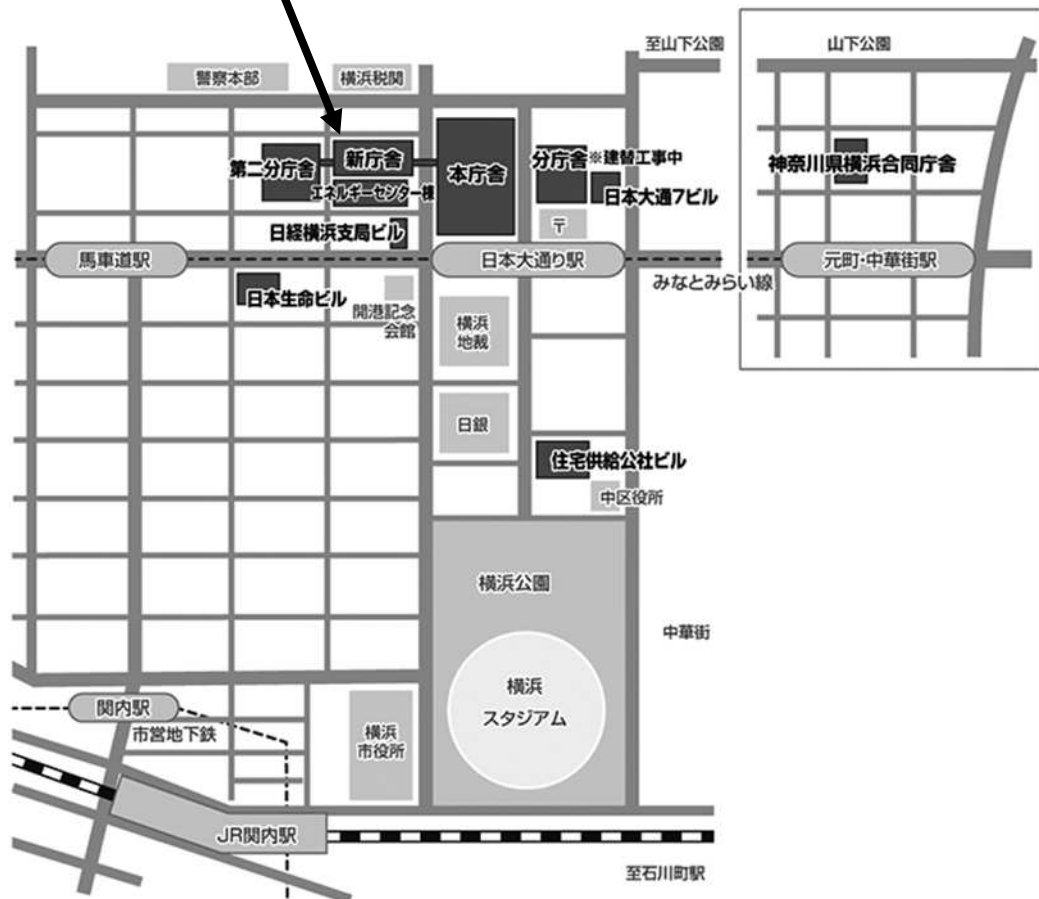 至山下公園
山下公園
警察本部
横浜税関
第二分庁舎
新庁舎
エネルギーセンター棟
本庁舎
分庁舎※建替工事中
日本大通7ビル
神奈川県横浜合同庁舎
日経横浜支局ビル
〒
馬車道駅
日本大通り駅
元町・中華街駅
みなとみらい線
日本生命ビル
開港記念
会館
横浜
地裁
日銀
住宅供給公社ビル
中区役所
横浜公園
中華街
横浜
スタジアム
関内駅
市営地下鉄
横浜
市役所
JR関内駅
至石川町駅